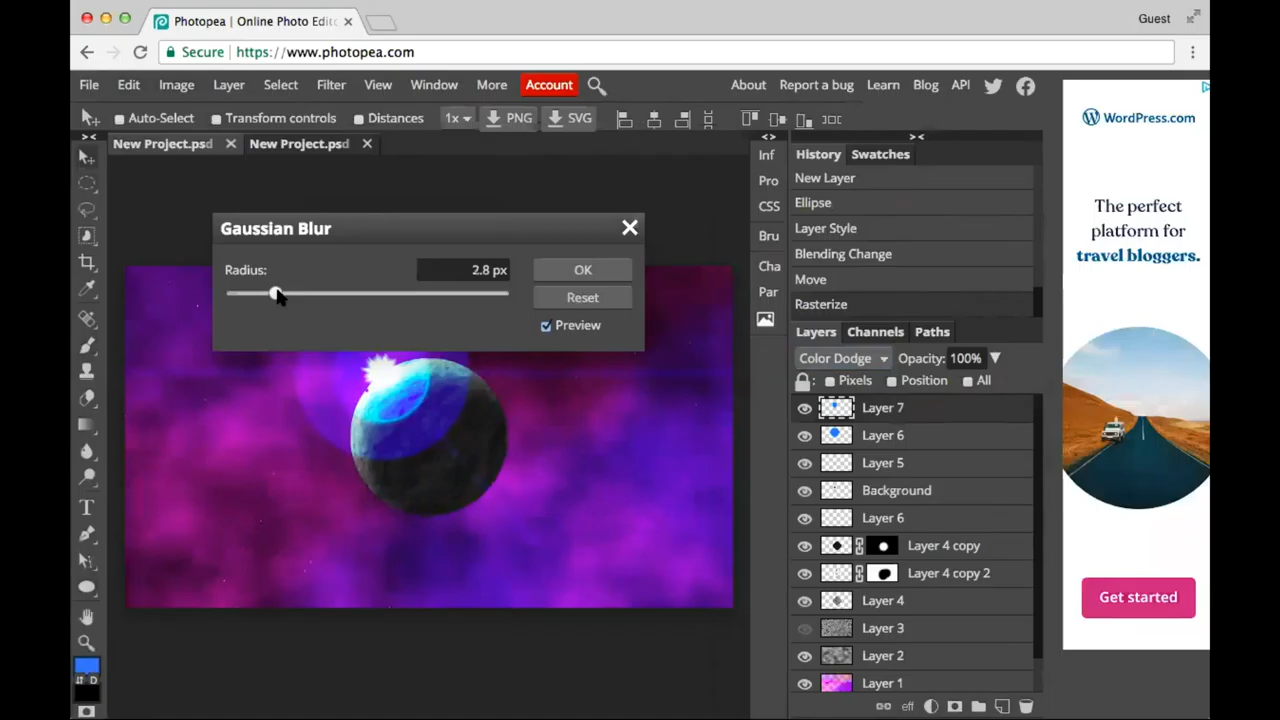 Photopea | Online Photo Edit
Guest
Secure https://www.photopea.com
File Edit Image Layer Select Filter View Window More Account
About Report a bug Learn Blog API
Auto-Select Transform controls Distances 1x PNG SVG
New Project.psd New Project.psd
Inf
Pro
CSS
Bru
Cha
Par
Gaussian Blur
Radius: 2.8 px
OK
Reset
Preview
History Swatches
New Layer
Ellipse
Layer Style
Blending Change
Move
Rasterize
Layers Channels Paths
Color Dodge Opacity: 100%
Pixels Position All
Layer 7
Layer 6
Layer 5
Background
Layer 6
Layer 4 copy
Layer 4 copy 2
Layer 4
Layer 3
Layer 2
Layer 1
eff
T
D
WordPress.com
The perfect
platform for
travel bloggers.
Get started